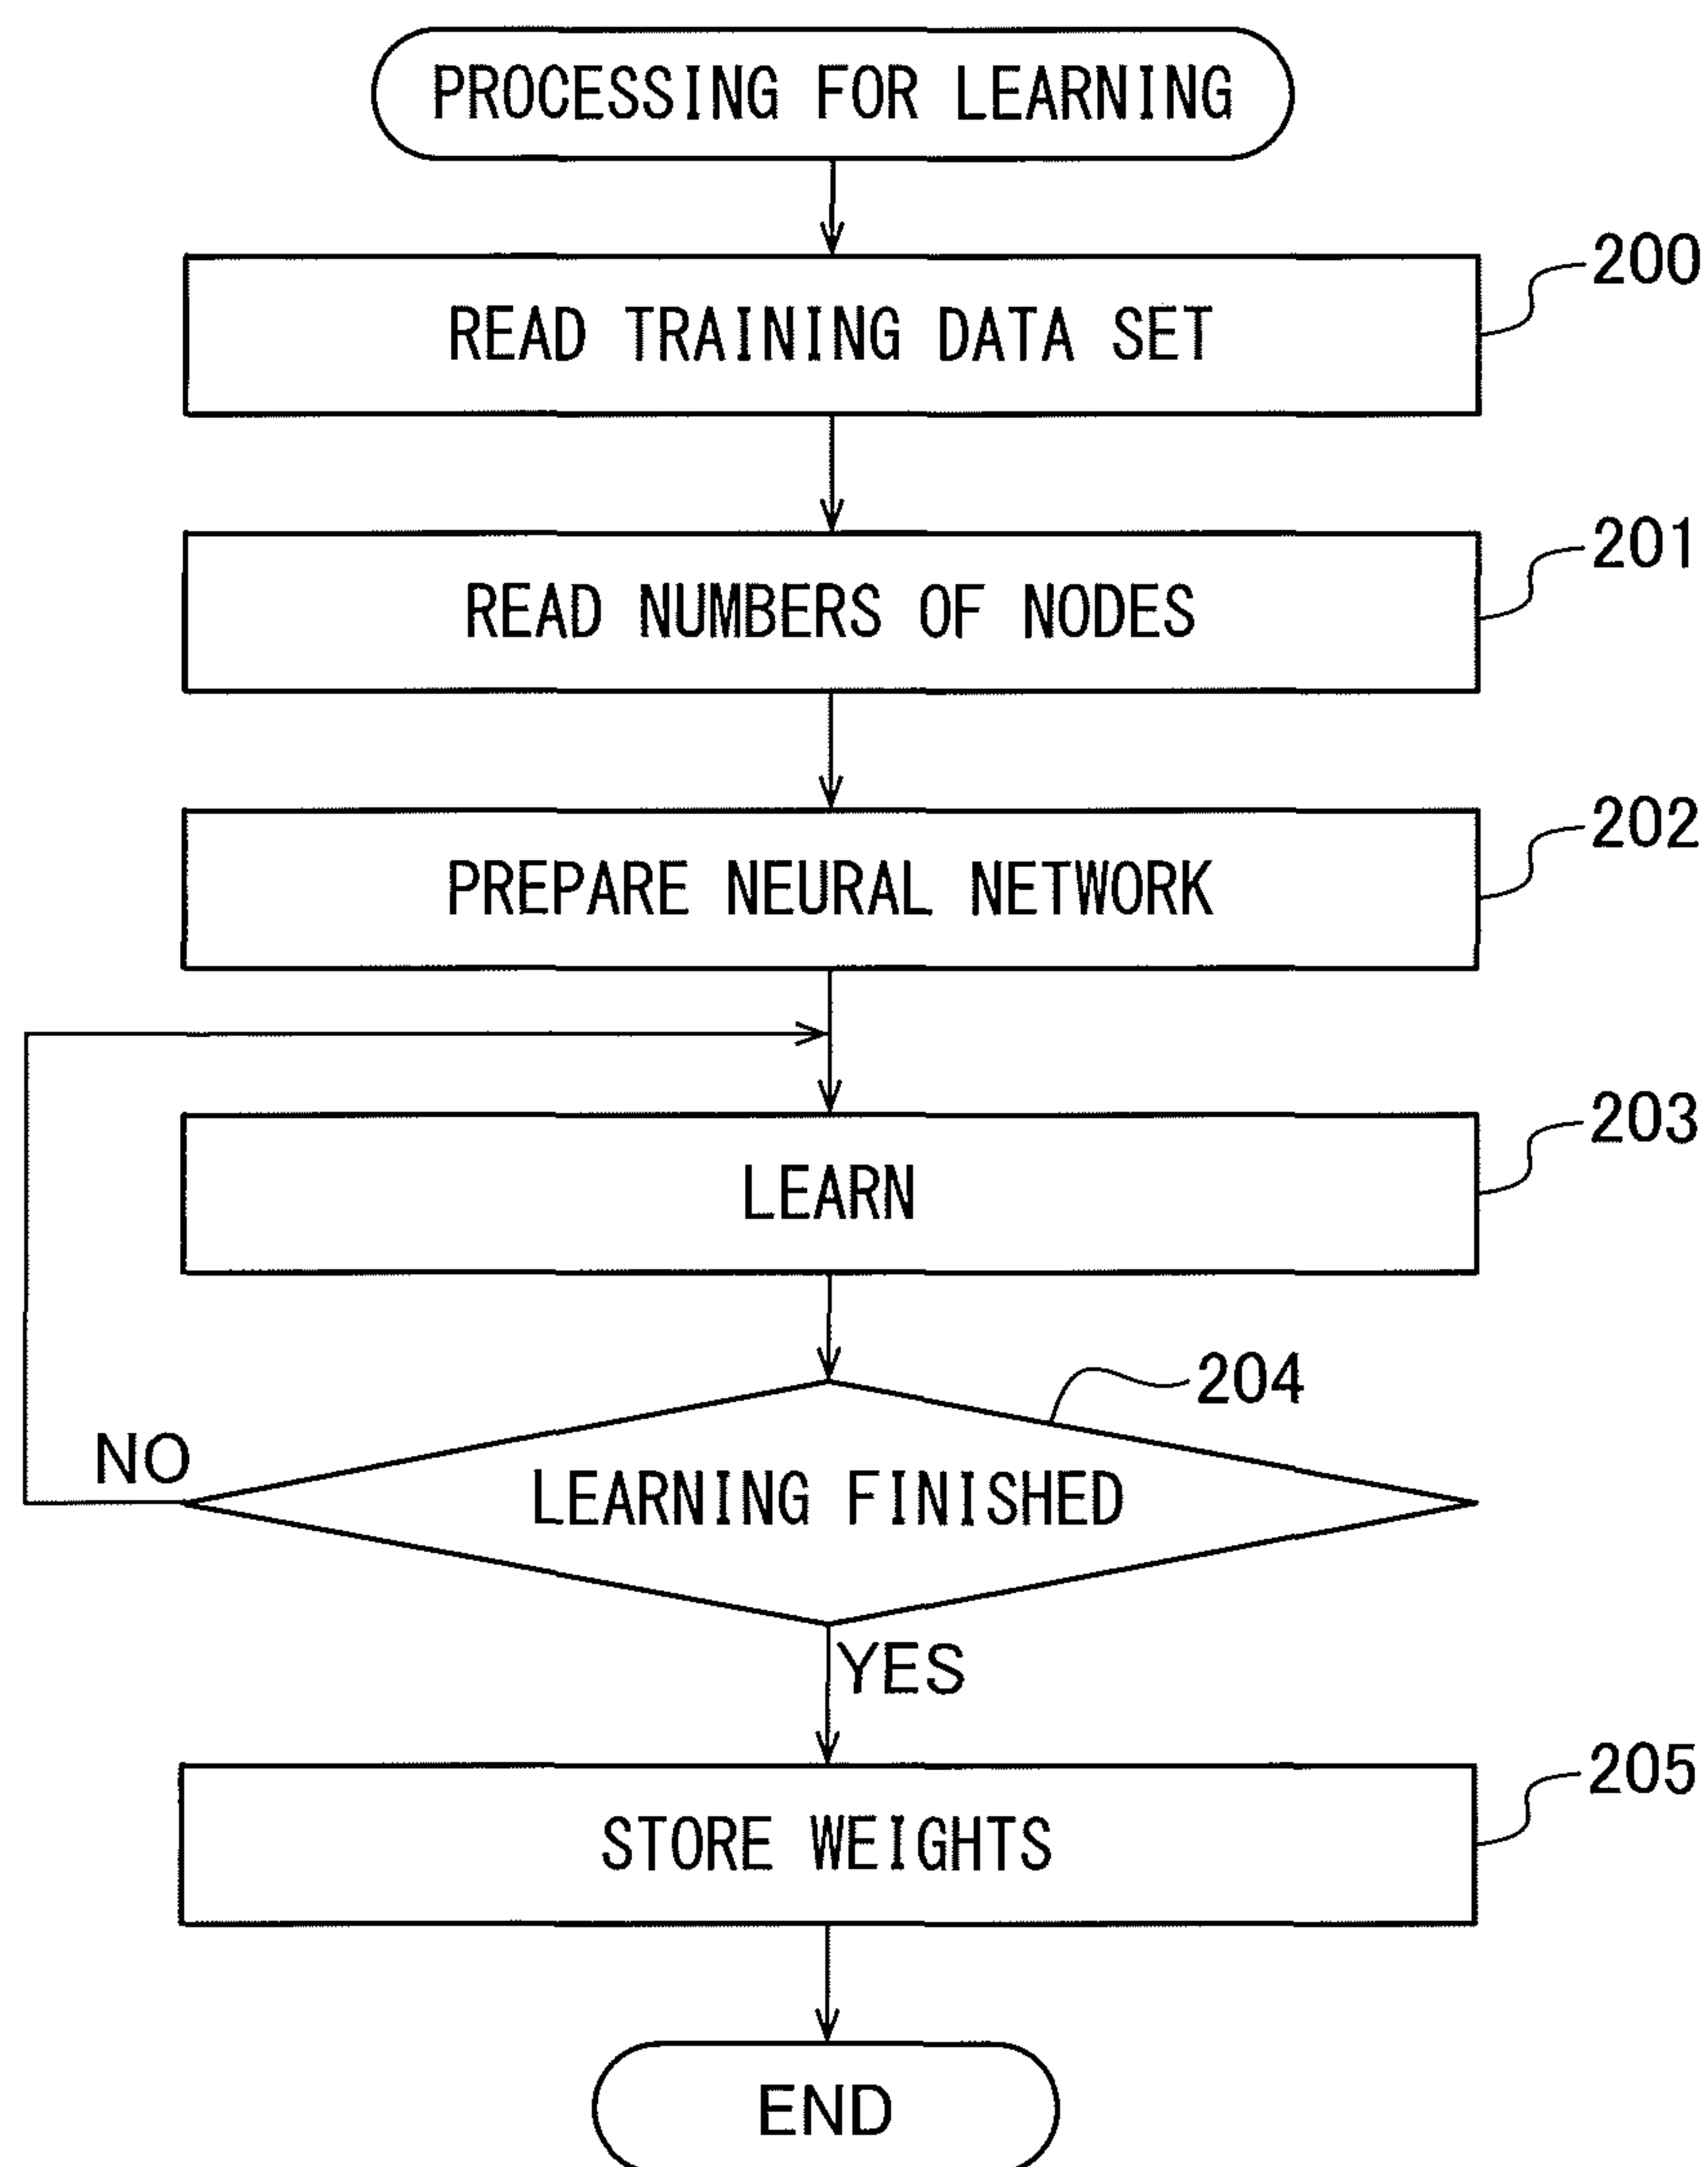 PROCESSING FOR LEARNING
200
READ TRAINING DATA SET
201
READ NUMBERS OF NODES
202
PREPARE NEURAL NETWORK
203
LEARN
204
NO
LEARNING FINISHED
YES
205
STORE WEIGHTS
END